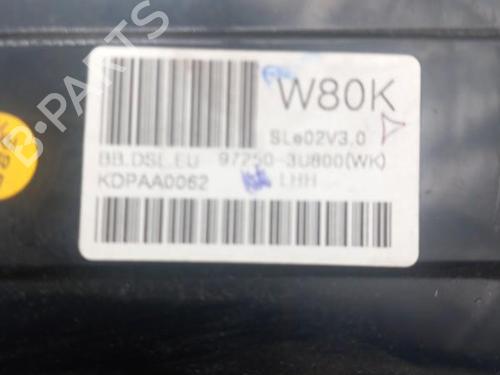 W80K
SLe02V3.0
BB.DSL.EU 97250-3U800(WK)
KDPAA0062 LHH
B-PARTS